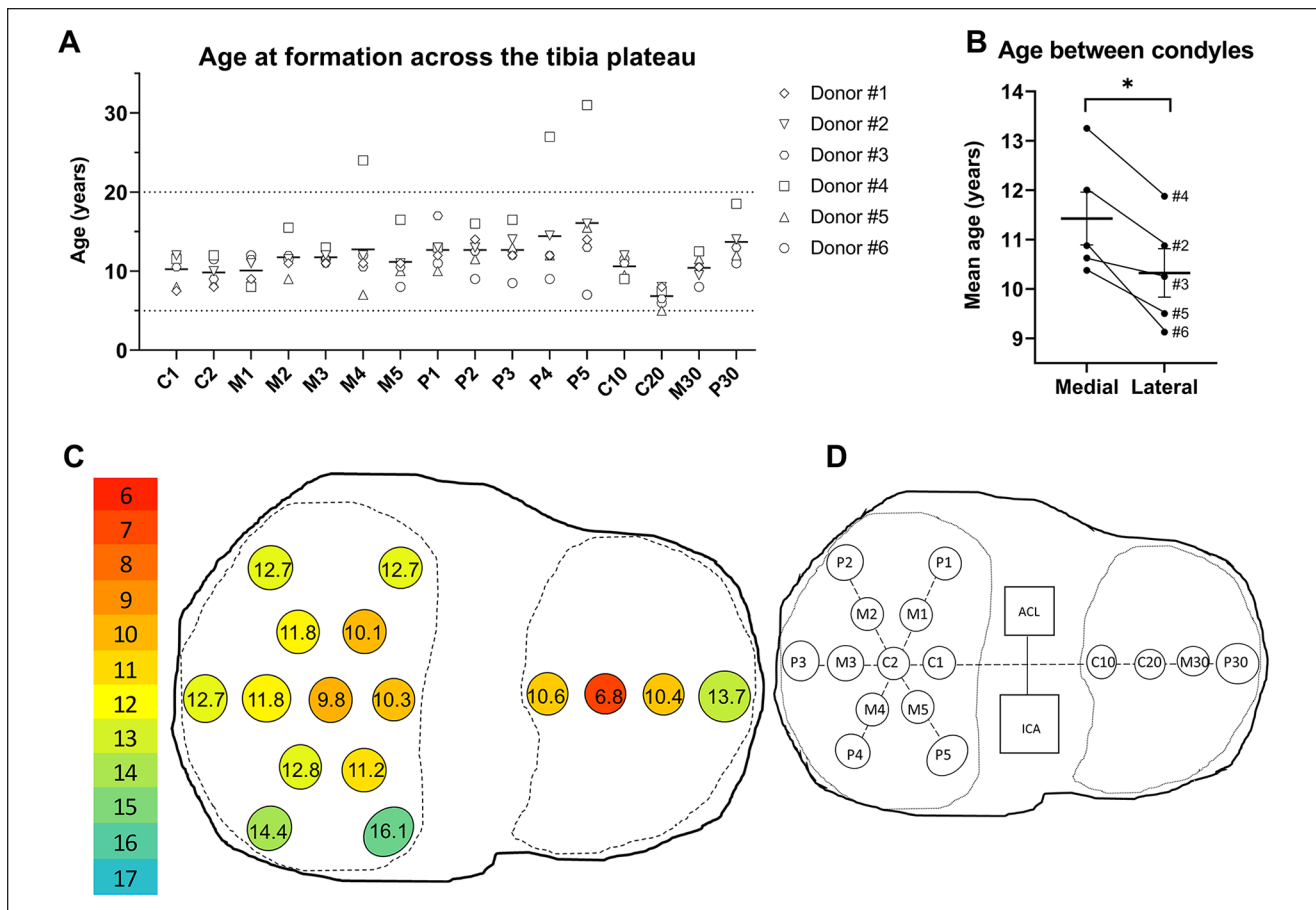 A
Age at formation across the tibia plateau
Age (years)
30
20
10
0
C1
C2
M1
M2
M3
M4
M5
P1
P2
P3
P4
P5
C10
C20
M30
P30
Donor #1
Donor #2
Donor #3
Donor #4
Donor #5
Donor #6
B
Age between condyles
*
Mean age (years)
14
13
12
11
10
9
#4
#2
#3
#5
#6
Medial
Lateral
C
6
7
8
9
10
11
12
13
14
15
16
17
12.7
12.7
11.8
10.1
12.7
11.8
9.8
10.3
12.8
11.2
14.4
16.1
10.6
6.8
10.4
13.7
D
P2
P1
M2
M1
P3
M3
C2
C1
M4
M5
P4
P5
ACL
ICA
C10
C20
M30
P30